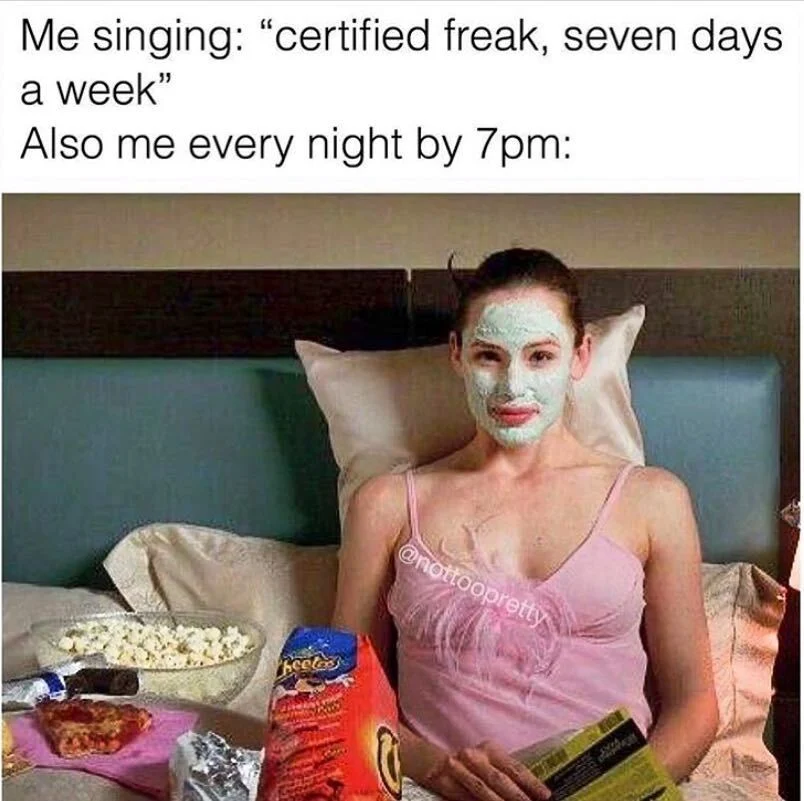 Me singing: “certified freak, seven days
a week”
Also me every night by 7pm:
@nottoopretty
Cheetos